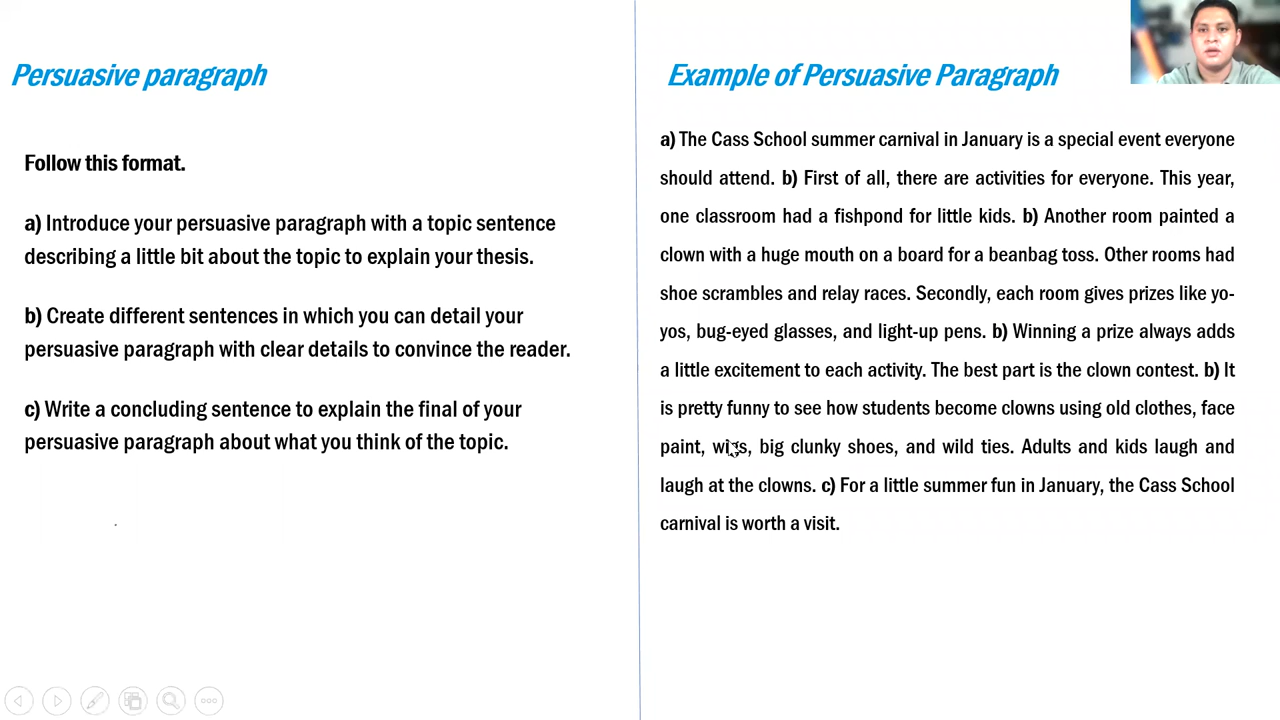 Persuasive paragraph
Follow this format.
a) Introduce your persuasive paragraph with a topic sentence
describing a little bit about the topic to explain your thesis.
b) Create different sentences in which you can detail your
persuasive paragraph with clear details to convince the reader.
c) Write a concluding sentence to explain the final of your
persuasive paragraph about what you think of the topic.
Example of Persuasive Paragraph
a) The Cass School summer carnival in January is a special event everyone
should attend. b) First of all, there are activities for everyone. This year,
one classroom had a fishpond for little kids. b) Another room painted a
clown with a huge mouth on a board for a beanbag toss. Other rooms had
shoe scrambles and relay races. Secondly, each room gives prizes like yo-
yos, bug-eyed glasses, and light-up pens. b) Winning a prize always adds
a little excitement to each activity. The best part is the clown contest. b) It
is pretty funny to see how students become clowns using old clothes, face
paint, wigs, big clunky shoes, and wild ties. Adults and kids laugh and
laugh at the clowns. c) For a little summer fun in January, the Cass School
carnival is worth a visit.